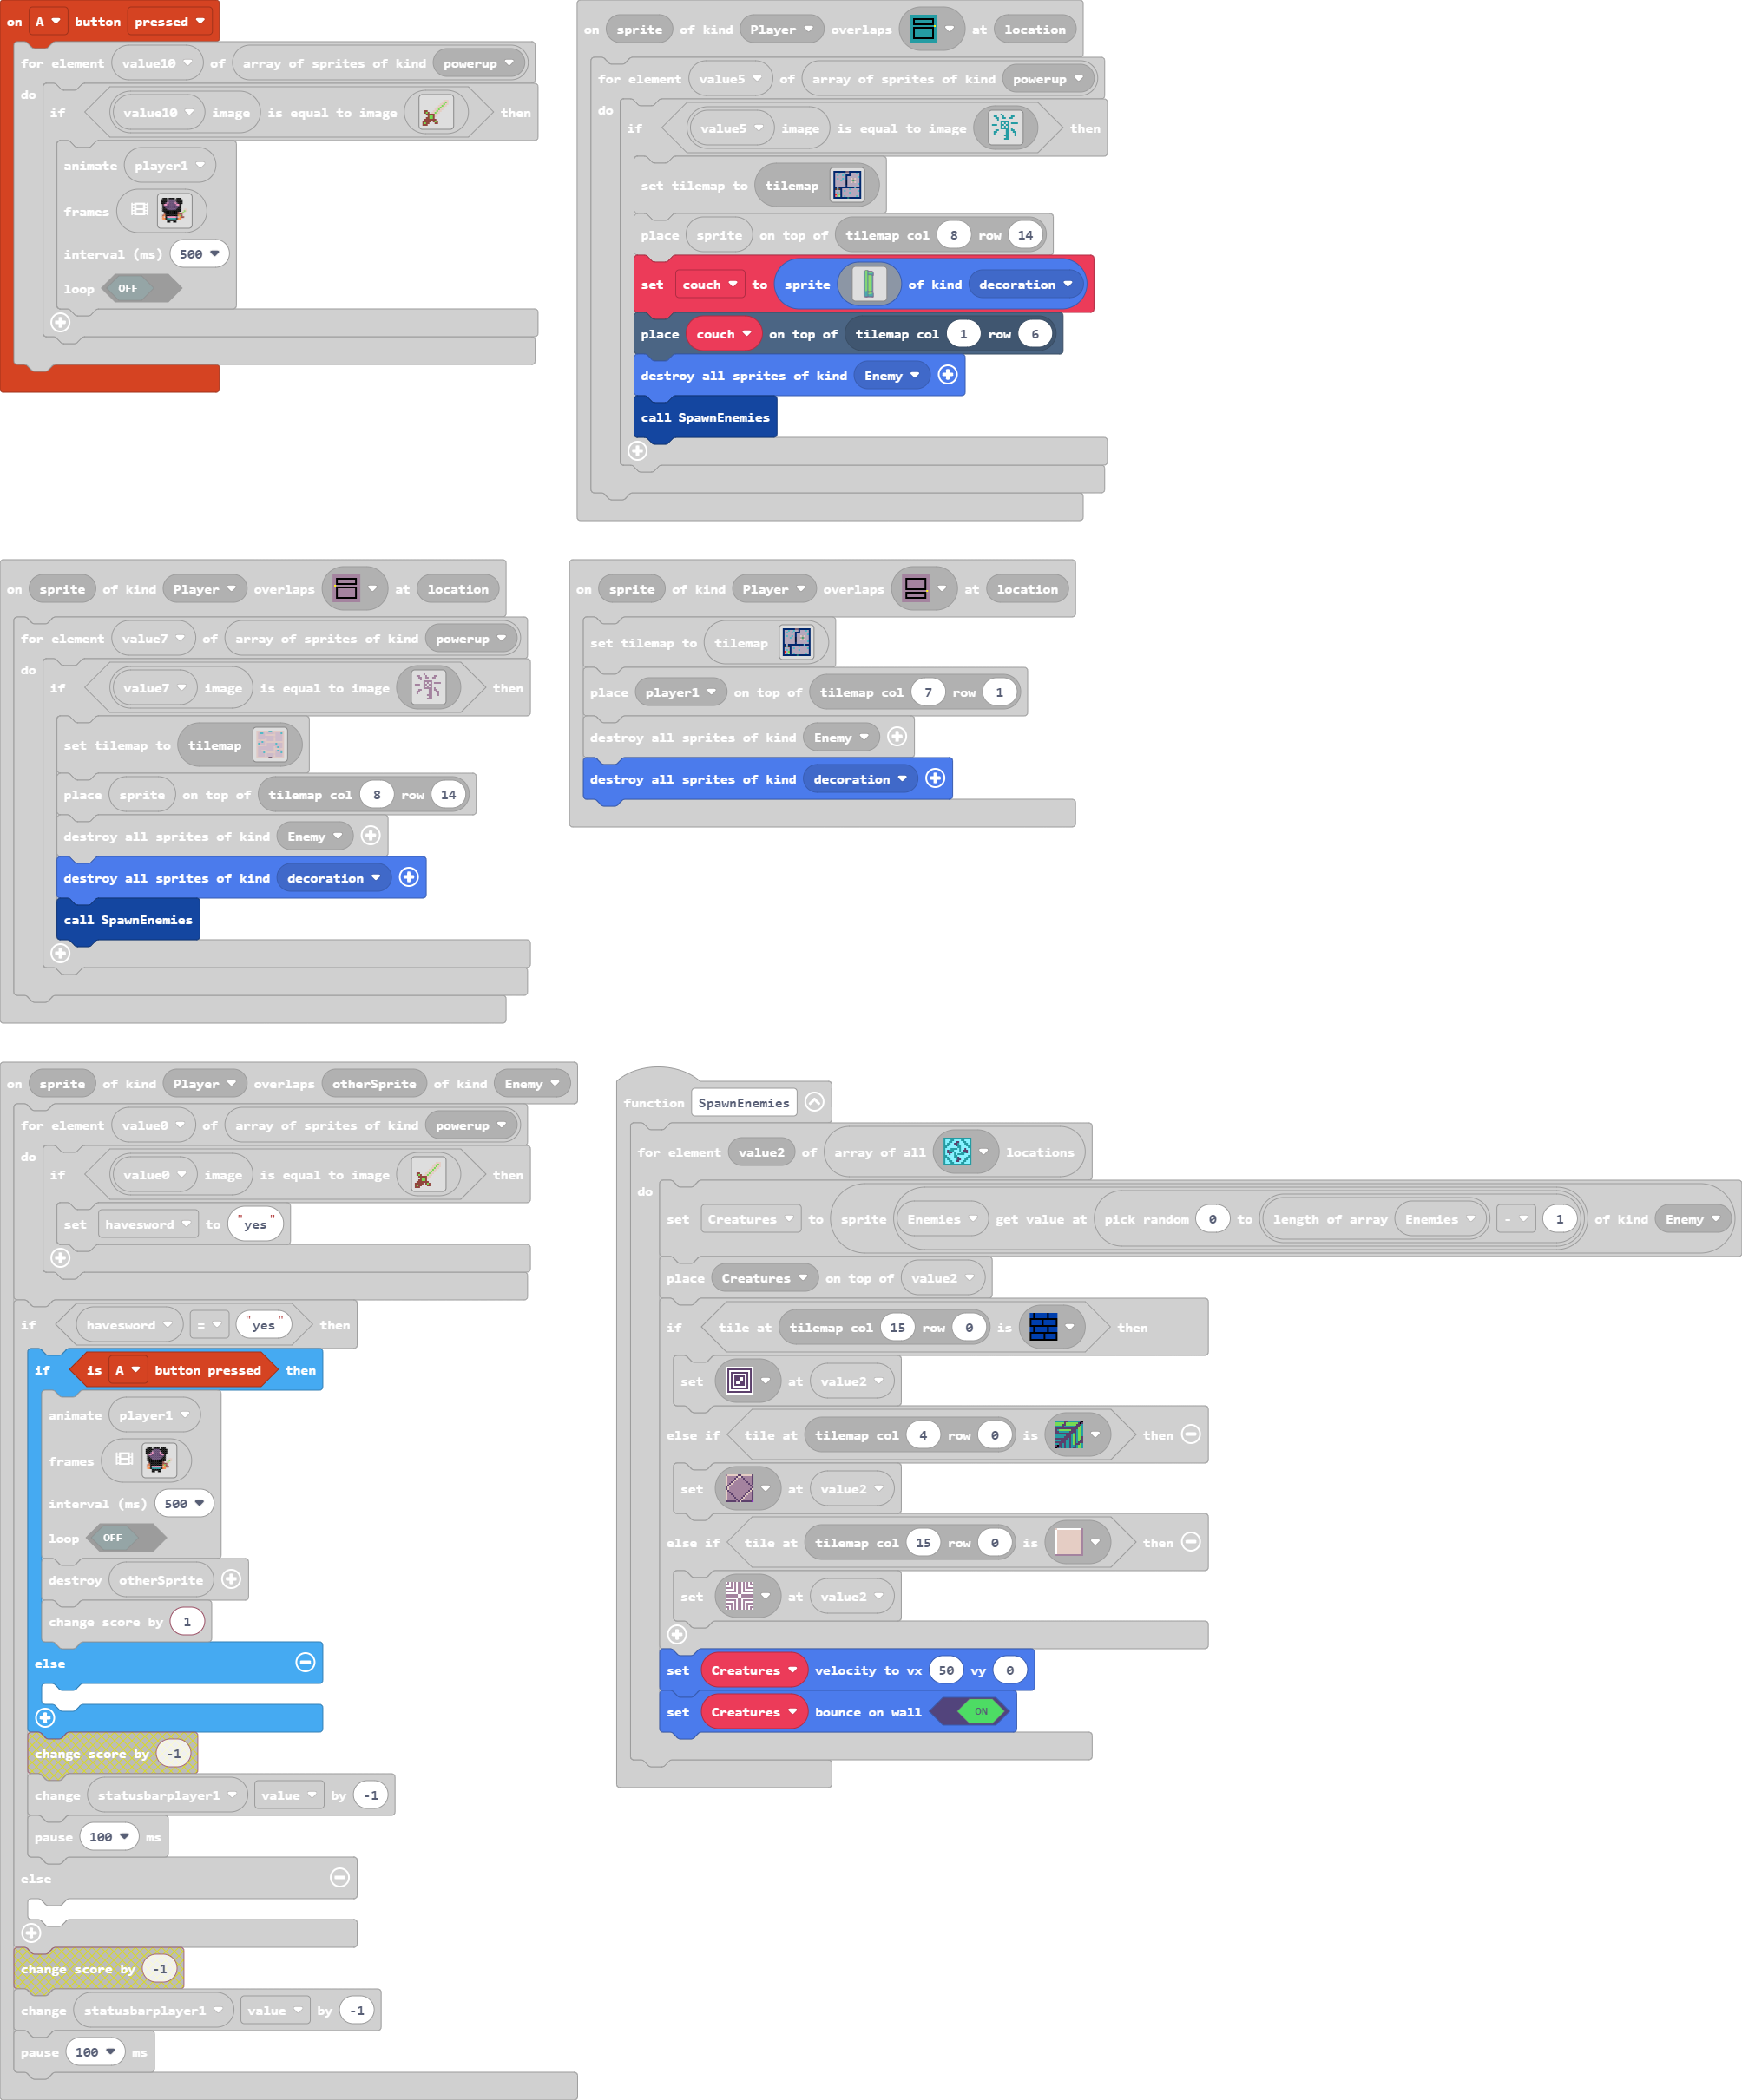 on A button pressed
for element value10 of array of sprites of kind powerup
do
if value10 image is equal to image then
animate player1
frames
interval (ms) 500
loop OFF
on sprite of kind Player overlaps at location
for element value5 of array of sprites of kind powerup
do
if value5 image is equal to image then
set tilemap to tilemap
place sprite on top of tilemap col 8 row 14
set couch to sprite of kind decoration
place couch on top of tilemap col 1 row 6
destroy all sprites of kind Enemy
call SpawnEnemies
on sprite of kind Player overlaps at location
for element value7 of array of sprites of kind powerup
do
if value7 image is equal to image then
set tilemap to tilemap
place sprite on top of tilemap col 8 row 14
destroy all sprites of kind Enemy
destroy all sprites of kind decoration
call SpawnEnemies
on sprite of kind Player overlaps at location
set tilemap to tilemap
place player1 on top of tilemap col 7 row 1
destroy all sprites of kind Enemy
destroy all sprites of kind decoration
on sprite of kind Player overlaps otherSprite of kind Enemy
for element value0 of array of sprites of kind powerup
do
if value0 image is equal to image then
set havesword to "yes"
if havesword = "yes" then
if is A button pressed then
animate player1
frames
interval (ms) 500
loop OFF
destroy otherSprite
change score by 1
else
change score by -1
change statusbarplayer1 value by -1
pause 100 ms
else
change score by -1
change statusbarplayer1 value by -1
pause 100 ms
function SpawnEnemies
for element value2 of array of all locations
do
set Creatures to sprite Enemies get value at pick random 0 to length of array Enemies - 1 of kind Enemy
place Creatures on top of value2
if tile at tilemap col 15 row 0 is then
set at value2
else if tile at tilemap col 4 row 0 is then
set at value2
else if tile at tilemap col 15 row 0 is then
set at value2
set Creatures velocity to vx 50 vy 0
set Creatures bounce on wall ON